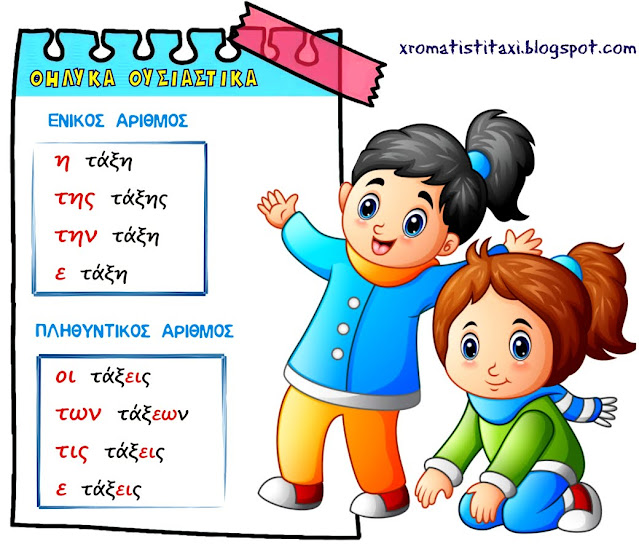 xromatistitaxi.blogspot.com
ΘΗΛΥΚΑ ΟΥΣΙΑΣΤΙΚΑ
ΕΝΙΚΟΣ ΑΡΙΘΜΟΣ
η τάξη
της τάξης
την τάξη
ε τάξη
ΠΛΗΘΥΝΤΙΚΟΣ ΑΡΙΘΜΟΣ
οι τάξεις
των τάξεων
τις τάξεις
ε τάξεις